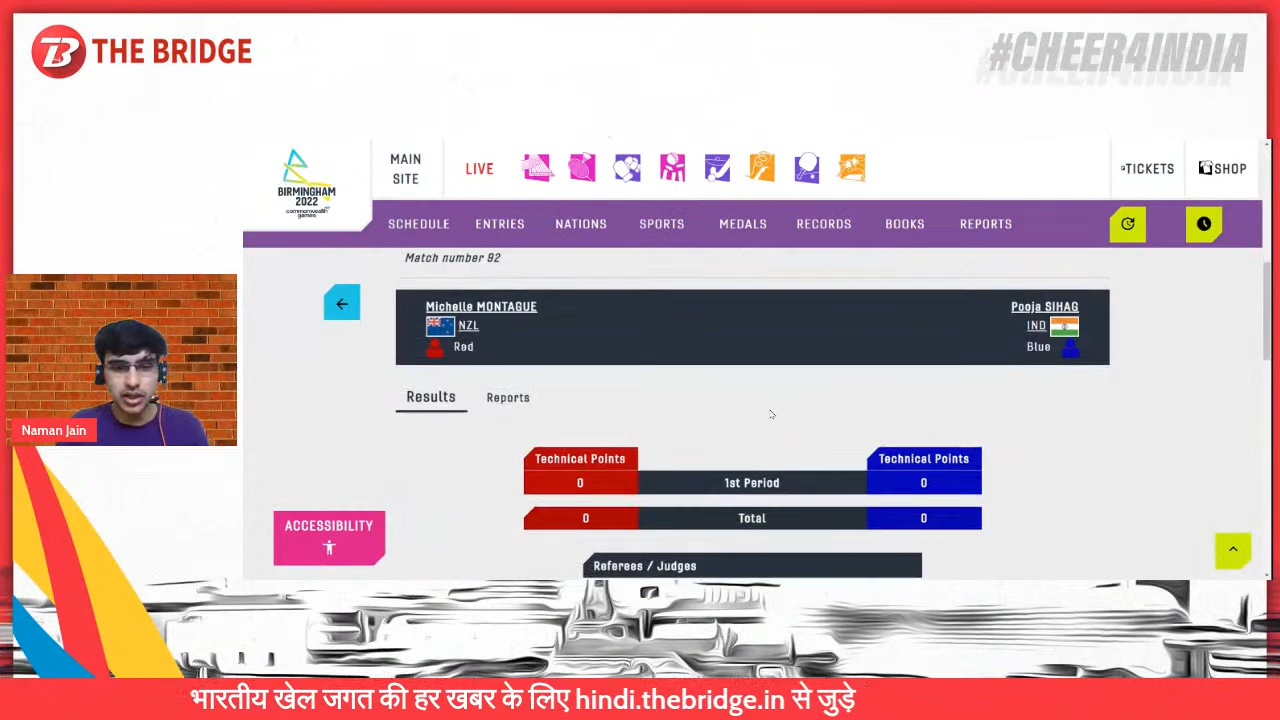 THE BRIDGE
#CHEER4INDIA
BIRMINGHAM
2022
commonwealth
games
MAIN
SITE
LIVE
TICKETS
SHOP
SCHEDULE ENTRIES NATIONS SPORTS MEDALS RECORDS BOOKS REPORTS
Match number 92
Michelle MONTAGUE
NZL
Red
Pooja SIHAG
IND
Blue
Results Reports
Technical Points Technical Points
0 1st Period 0
0 Total 0
Referees / Judges
ACCESSIBILITY
Naman Jain
भारतीय खेल जगत की हर खबर के लिए hindi.thebridge.in से जुड़े